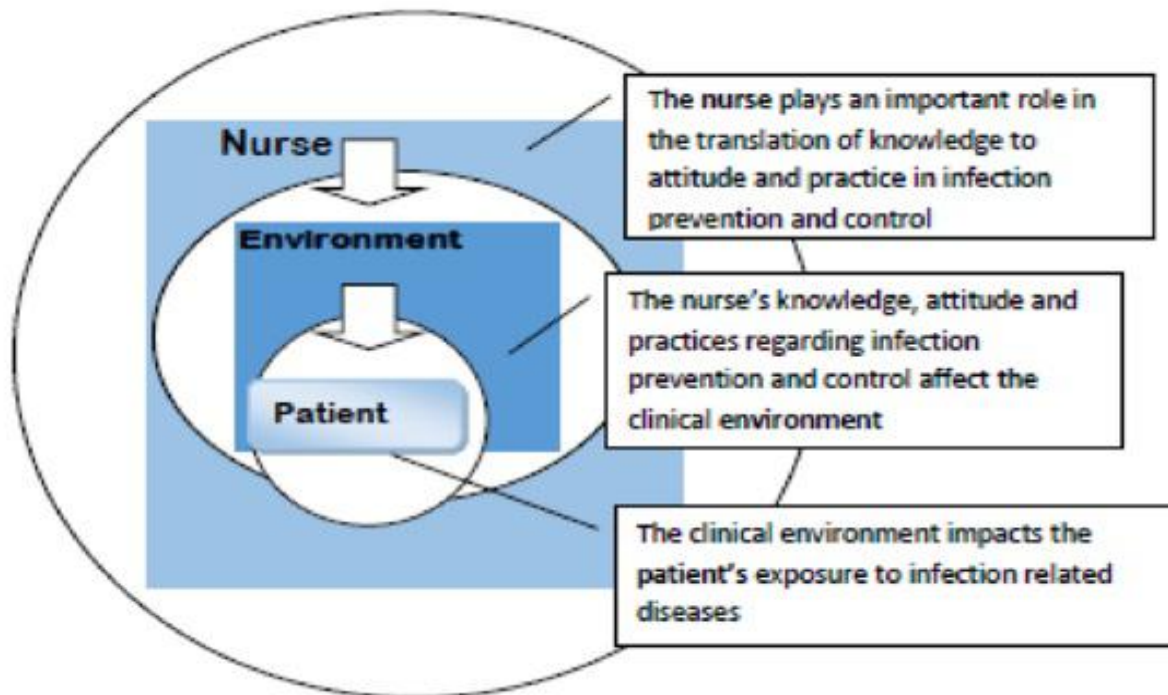 Nurse
Environment
Patient
The nurse plays an important role in
the translation of knowledge to
attitude and practice in infection
prevention and control
The nurse's knowledge, attitude and
practices regarding infection
prevention and control affect the
clinical environment
The clinical environment impacts the
patient's exposure to infection related
diseases